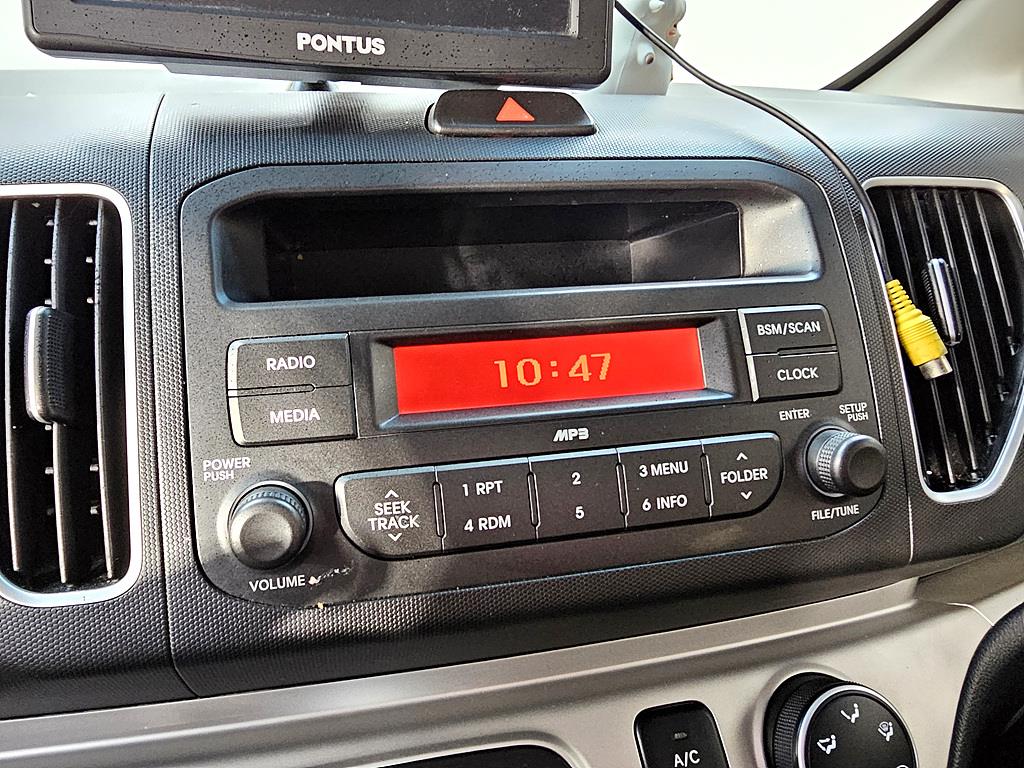 PONTUS
RADIO
MEDIA
10:47
BSM/SCAN
CLOCK
MP3
ENTER
SETUP
PUSH
POWER
PUSH
SEEK
TRACK
1 RPT
4 RDM
2
5
3 MENU
6 INFO
FOLDER
VOLUME
FILE/TUNE
A/C